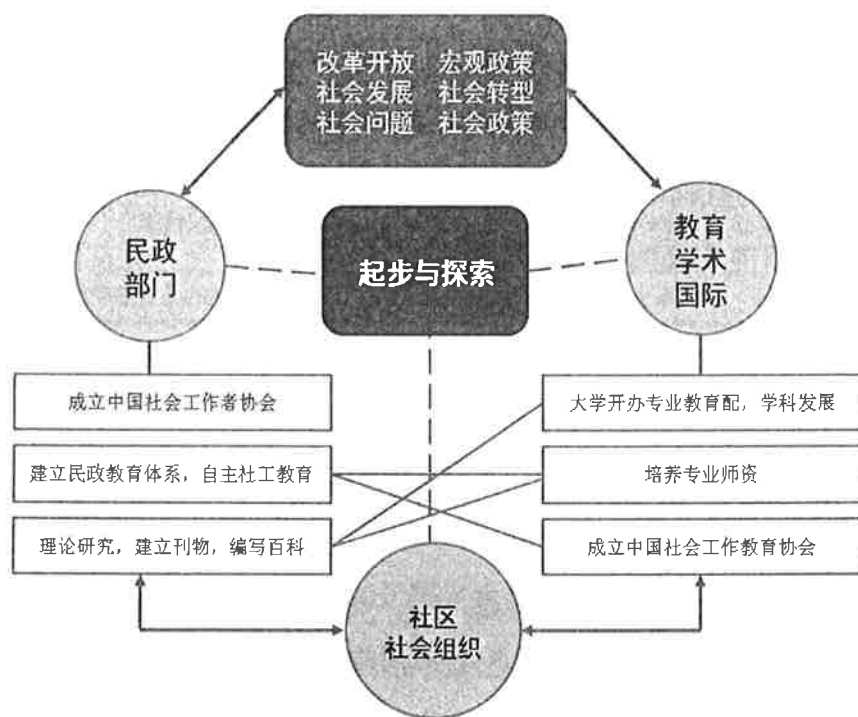 改革开放 宏观政策
社会发展 社会转型
社会问题 社会政策
民政
部门
起步与探索
教育
学术
国际
成立中国社会工作者协会
大学开办专业教育配，学科发展
建立民政教育体系，自主社工教育
培养专业师资
理论研究，建立刊物，编写百科
成立中国社会工作教育协会
社区
社会组织